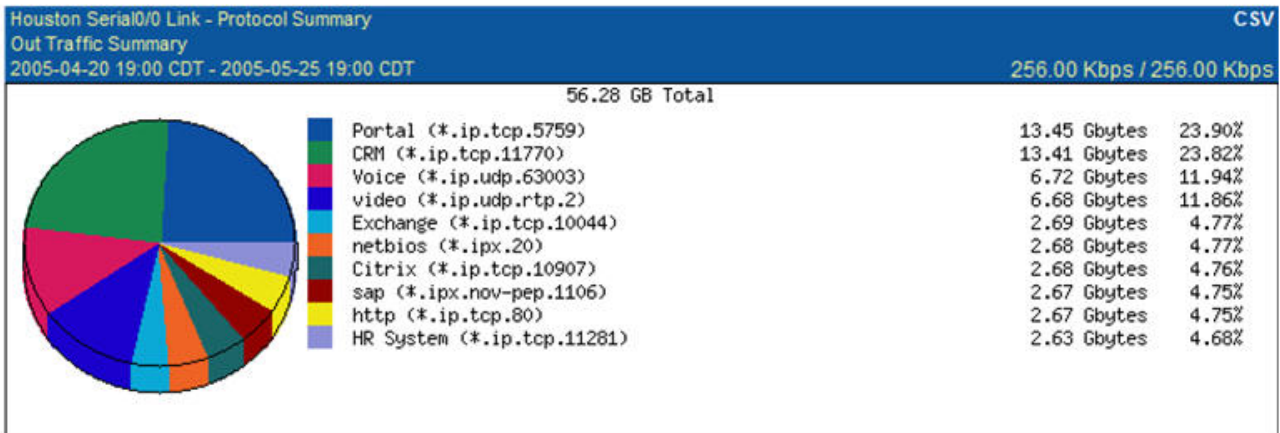 Houston Serial0/0 Link - Protocol Summary CSV
Out Traffic Summary
2005-04-20 19:00 CDT - 2005-05-25 19:00 CDT 256.00 Kbps / 256.00 Kbps
56.28 GB Total
Portal (*.ip.tcp.5759) 13.45 Gbytes 23.90%
CRM (*.ip.tcp.11770) 13.41 Gbytes 23.82%
Voice (*.ip.udp.63003) 6.72 Gbytes 11.94%
video (*.ip.udp.rtp.2) 6.68 Gbytes 11.86%
Exchange (*.ip.tcp.10044) 2.69 Gbytes 4.77%
netbios (*.ipx.20) 2.68 Gbytes 4.77%
Citrix (*.ip.tcp.10907) 2.68 Gbytes 4.76%
sap (*.ipx.nov-pep.1106) 2.67 Gbytes 4.75%
http (*.ip.tcp.80) 2.67 Gbytes 4.75%
HR System (*.ip.tcp.11281) 2.63 Gbytes 4.68%